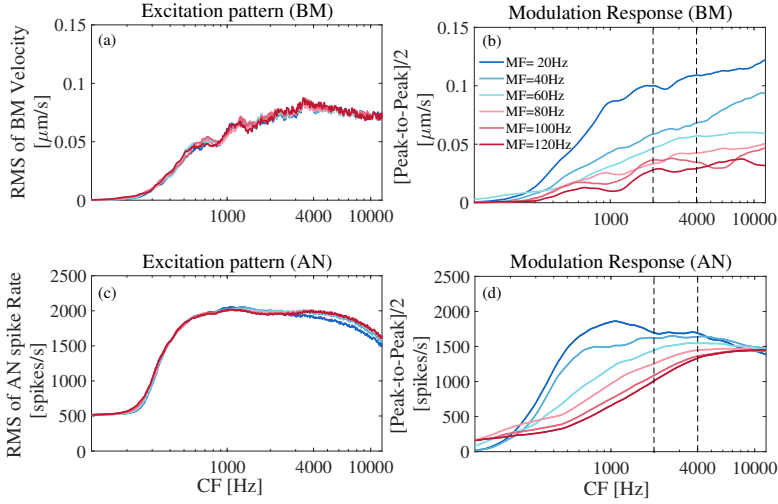 Excitation pattern (BM)
Modulation Response (BM)
(a)
(b)
RMS of BM Velocity
[μm/s]
0.15
0.1
0.05
0
1000
4000
10000
[Peak-to-Peak]/2
[μm/s]
0.15
0.1
0.05
0
MF= 20Hz
MF=40Hz
MF=60Hz
MF=80Hz
MF=100Hz
MF=120Hz
1000
4000
10000
Excitation pattern (AN)
Modulation Response (AN)
(c)
(d)
RMS of AN spike Rate
[spikes/s]
2500
2000
1500
1000
500
0
1000
4000
10000
CF [Hz]
[Peak-to-Peak]/2
[spikes/s]
2500
2000
1500
1000
500
0
1000
4000
10000
CF [Hz]